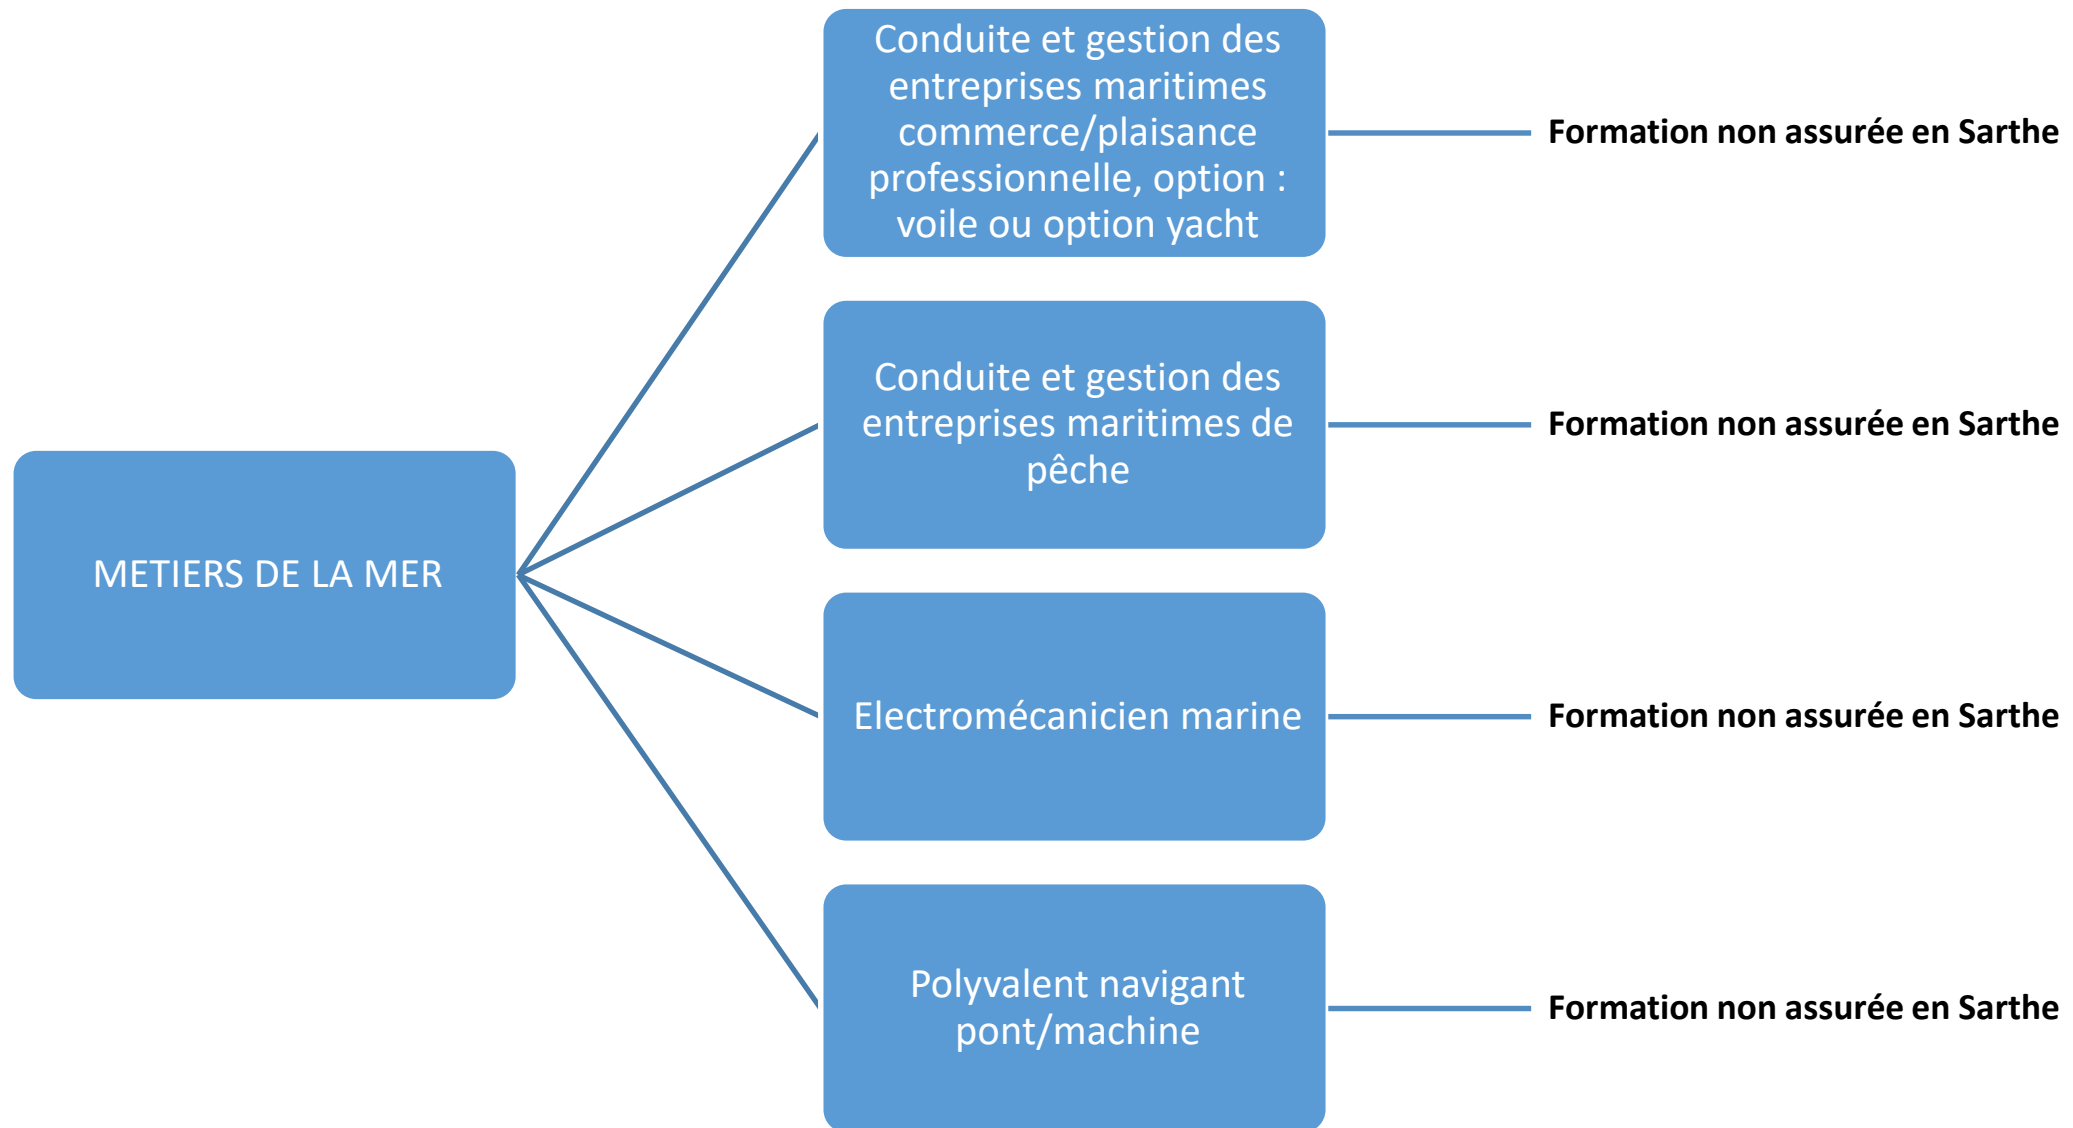 METIERS DE LA MER
Conduite et gestion des
entreprises maritimes
commerce/plaisance
professionnelle, option :
voile ou option yacht
Formation non assurée en Sarthe
Conduite et gestion des
entreprises maritimes de
pêche
Formation non assurée en Sarthe
Electromécanicien marine
Formation non assurée en Sarthe
Polyvalent navigant
pont/machine
Formation non assurée en Sarthe